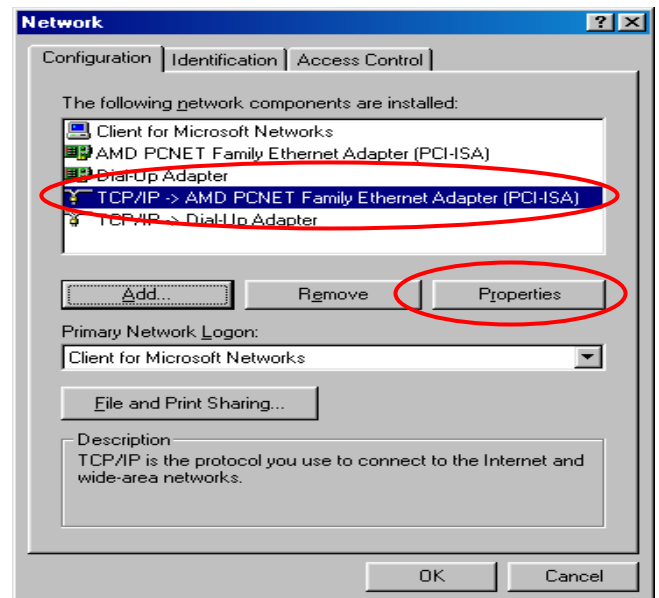 Network
Configuration Identification Access Control
The following network components are installed:
Client for Microsoft Networks
AMD PCNET Family Ethernet Adapter (PCI-ISA)
Dial-Up Adapter
TCP/IP -> AMD PCNET Family Ethernet Adapter (PCI-ISA)
TCP/IP -> Dial-Up Adapter
Add... Remove Properties
Primary Network Logon:
Client for Microsoft Networks
File and Print Sharing...
Description
TCP/IP is the protocol you use to connect to the Internet and
wide-area networks.
OK Cancel